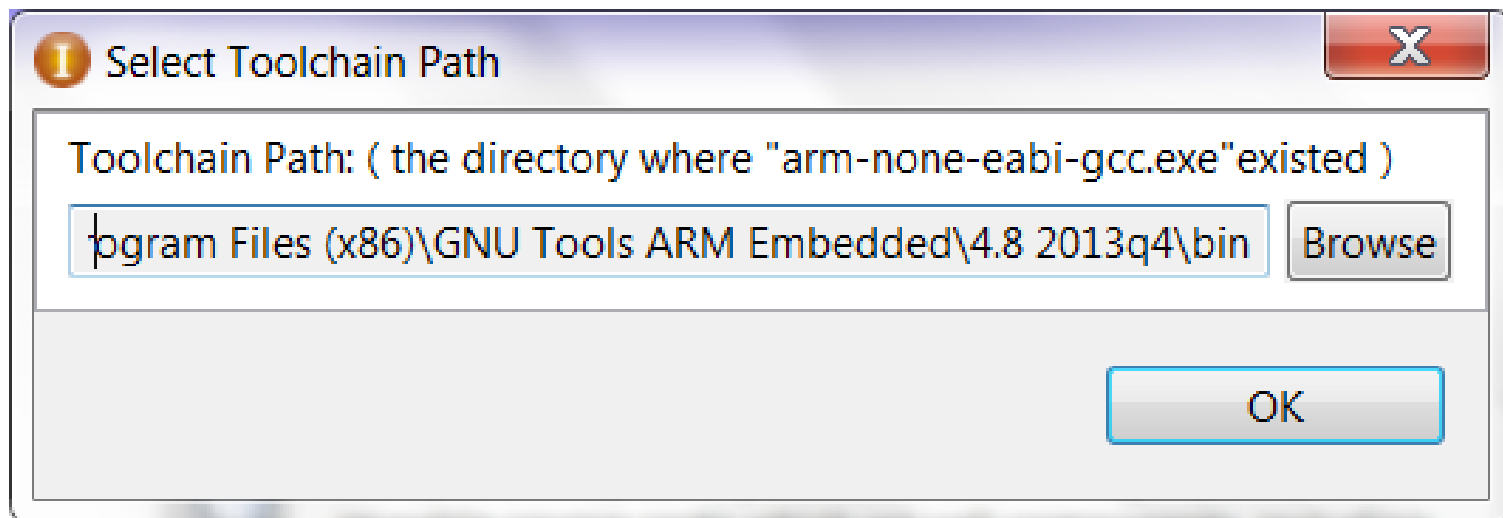 Select Toolchain Path
Toolchain Path: ( the directory where "arm-none-eabi-gcc.exe"existed )
ogram Files (x86)\GNU Tools ARM Embedded\4.8 2013q4\bin
Browse
OK